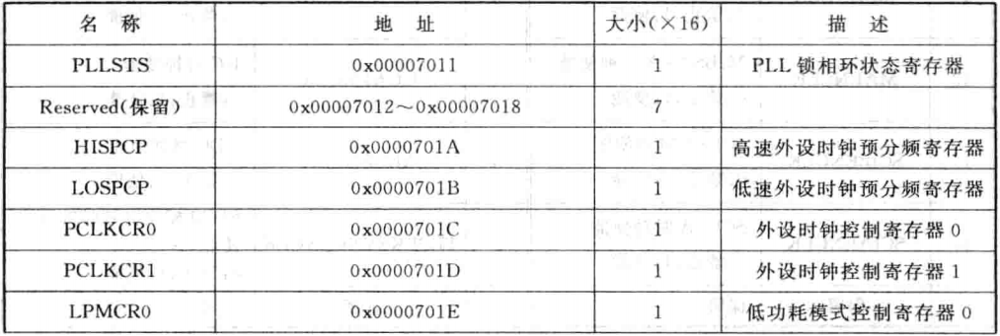 名 称 地 址 大小(×16) 描 述
PLLSTS 0x00007011 1 PLL 锁相环状态寄存器
Reserved(保留) 0x00007012～0x00007018 7
HISPCP 0x0000701A 1 高速外设时钟预分频寄存器
LOSPCP 0x0000701B 1 低速外设时钟预分频寄存器
PCLKCR0 0x0000701C 1 外设时钟控制寄存器 0
PCLKCR1 0x0000701D 1 外设时钟控制寄存器 1
LPMCR0 0x0000701E 1 低功耗模式控制寄存器 0